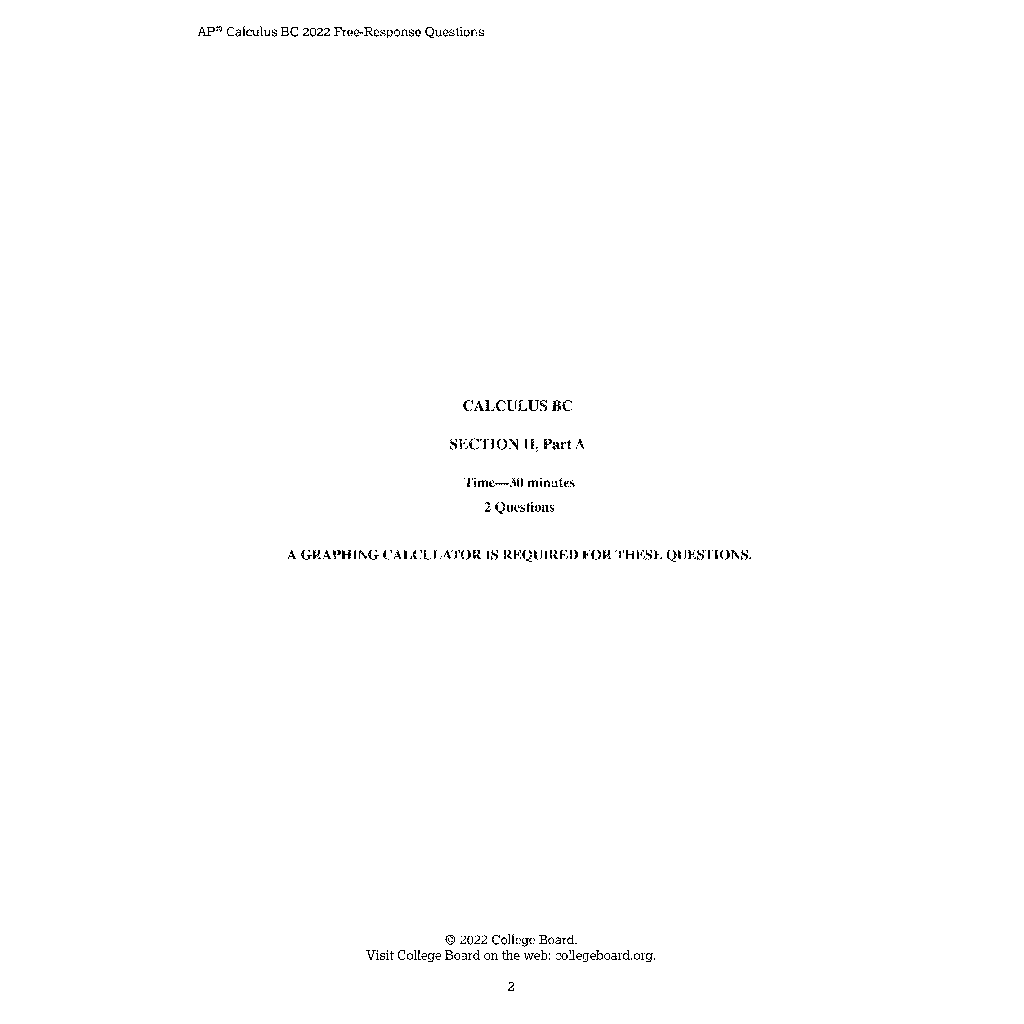 AP® Calculus BC 2022 Free-Response Questions
CALCULUS BC
SECTION II, Part A
Time—30 minutes
2 Questions
A GRAPHING CALCULATOR IS REQUIRED FOR THESE QUESTIONS.
© 2022 College Board.
Visit College Board on the web: collegeboard.org.
2